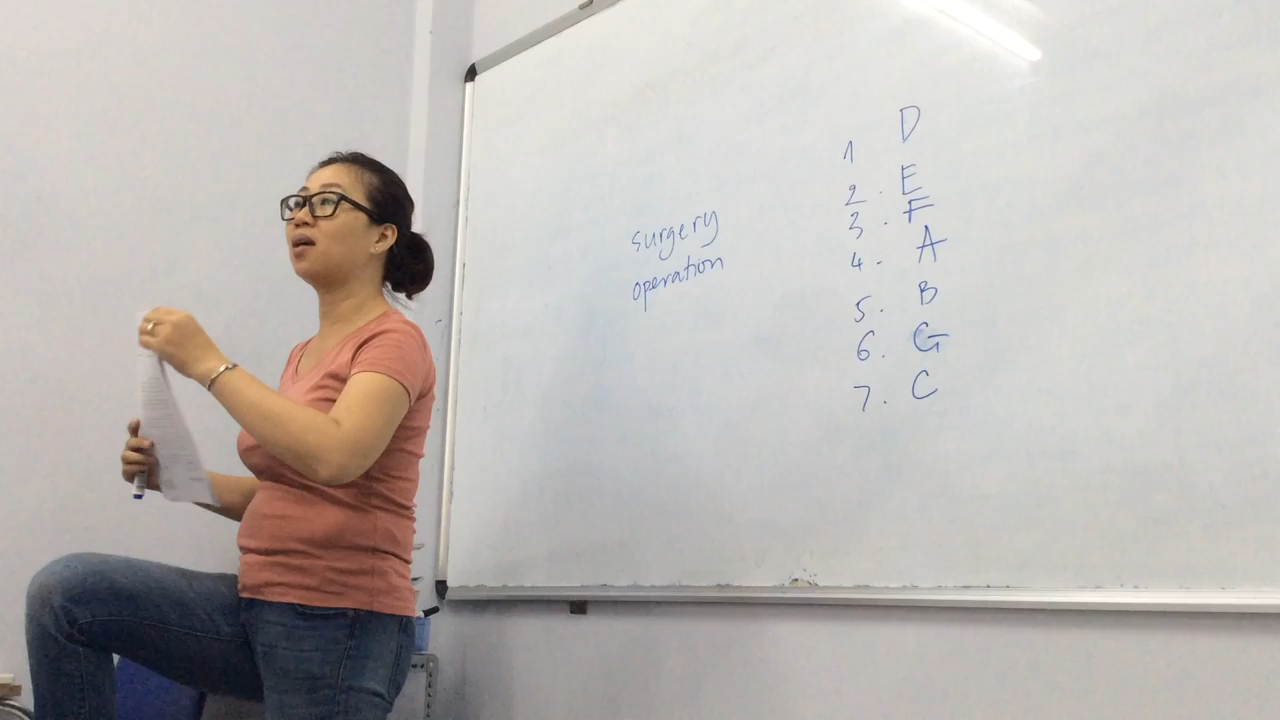 surgery
operation
1 D
2. E
3. F
4. A
5. B
6. G
7. C